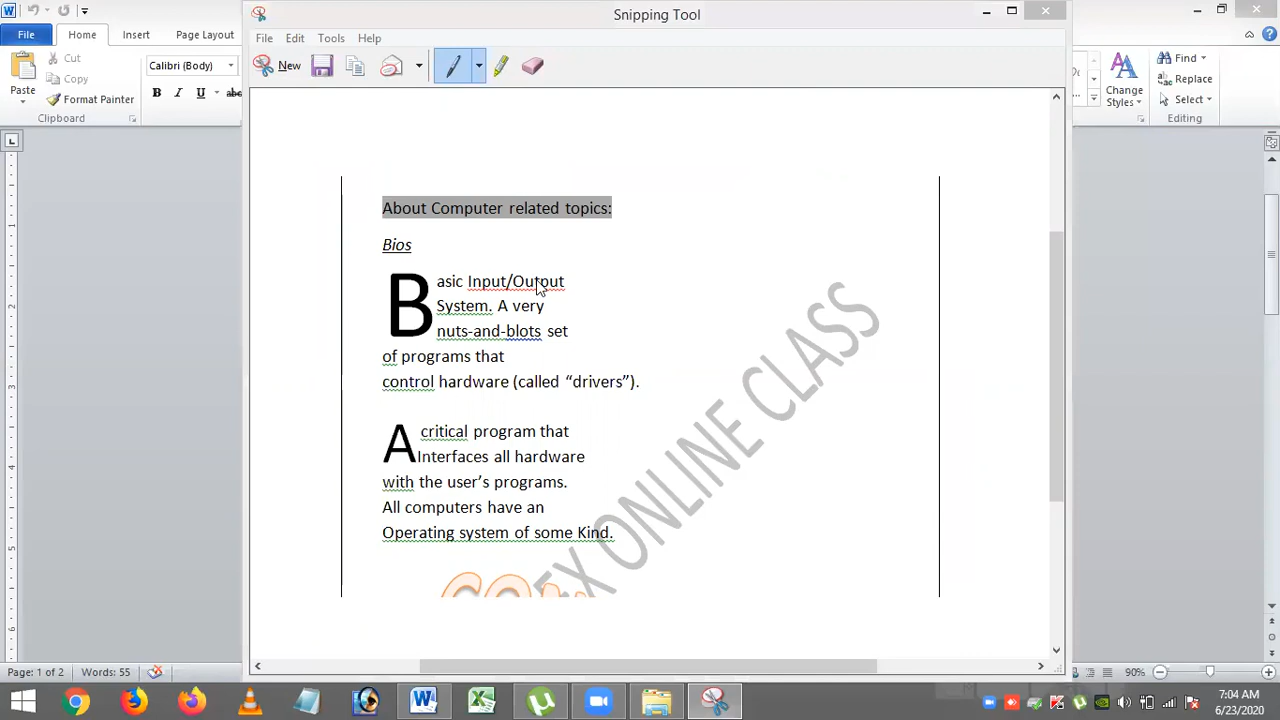 Snipping Tool
File Home Insert Page Layout
File Edit Tools Help
Cut
Copy
Paste
Format Painter
Clipboard
Calibri (Body)
B I U abc
New
Change
Styles
Find
Replace
Select
Editing
About Computer related topics:
Bios
Basic Input/Output
System. A very
nuts-and-blots set
of programs that
control hardware (called “drivers”).
A critical program that
Interfaces all hardware
with the user’s programs.
All computers have an
Operating system of some Kind.
EX ONLINE CLASS
Page: 1 of 2 Words: 55
90%
7:04 AM
6/23/2020